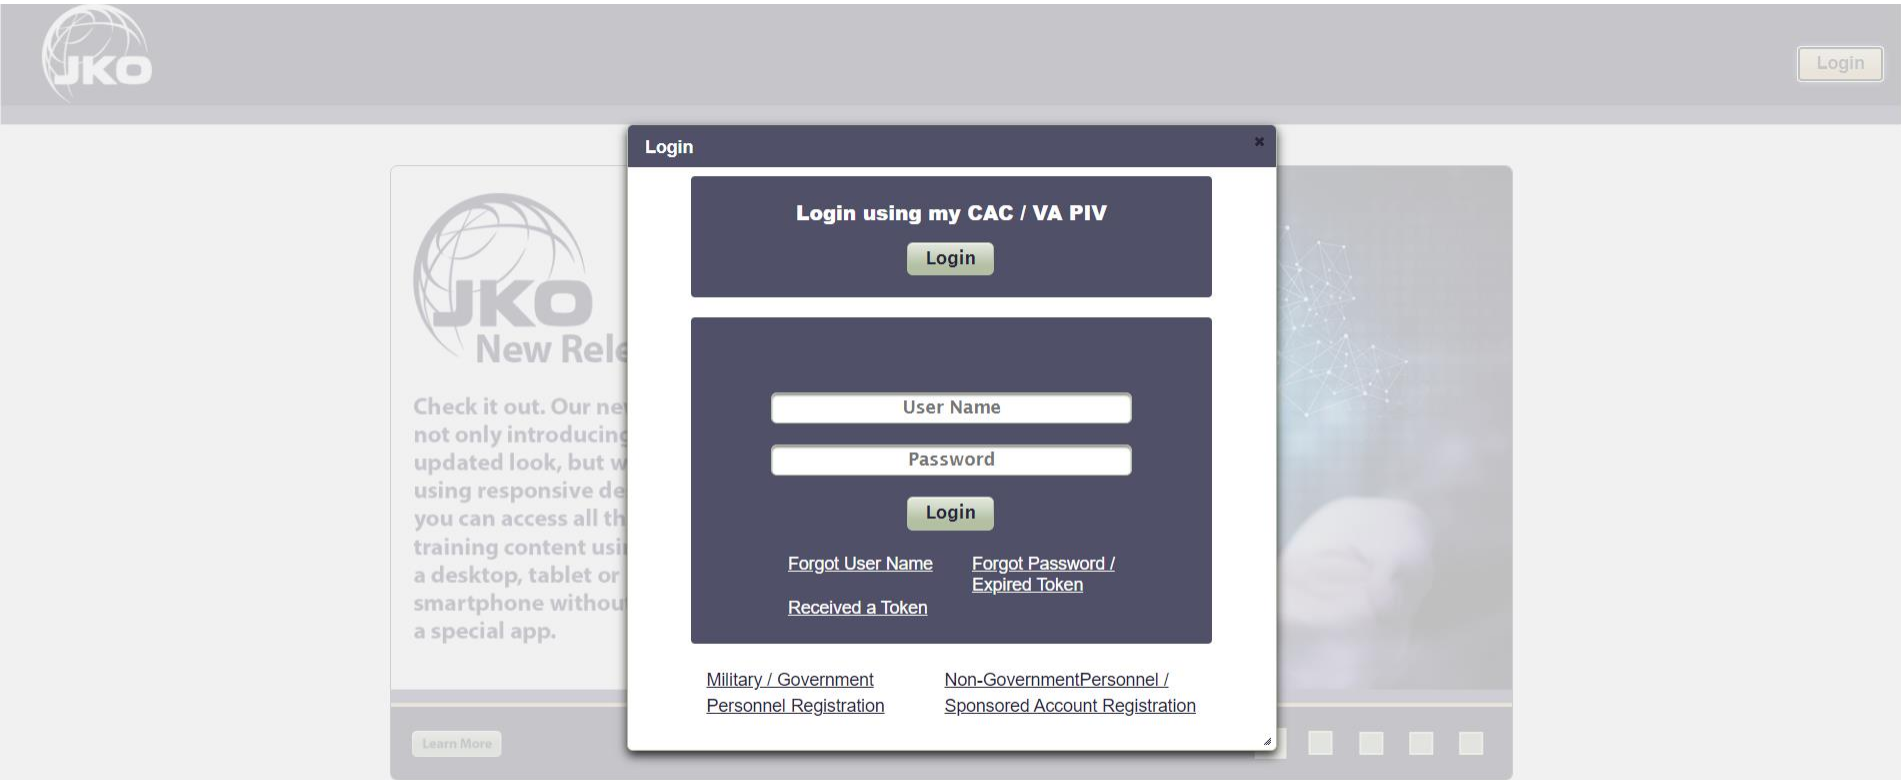 JKO
Login
Login
Login using my CAC / VA PIV
Login
User Name
Password
Login
Forgot User Name
Forgot Password /
Expired Token
Received a Token
Military / Government
Personnel Registration
Non-GovernmentPersonnel /
Sponsored Account Registration
JKO
New Rele
Check it out. Our ne
not only introducing
updated look, but w
using responsive de
you can access all th
training content usi
a desktop, tablet or
smartphone withou
a special app.
Learn More